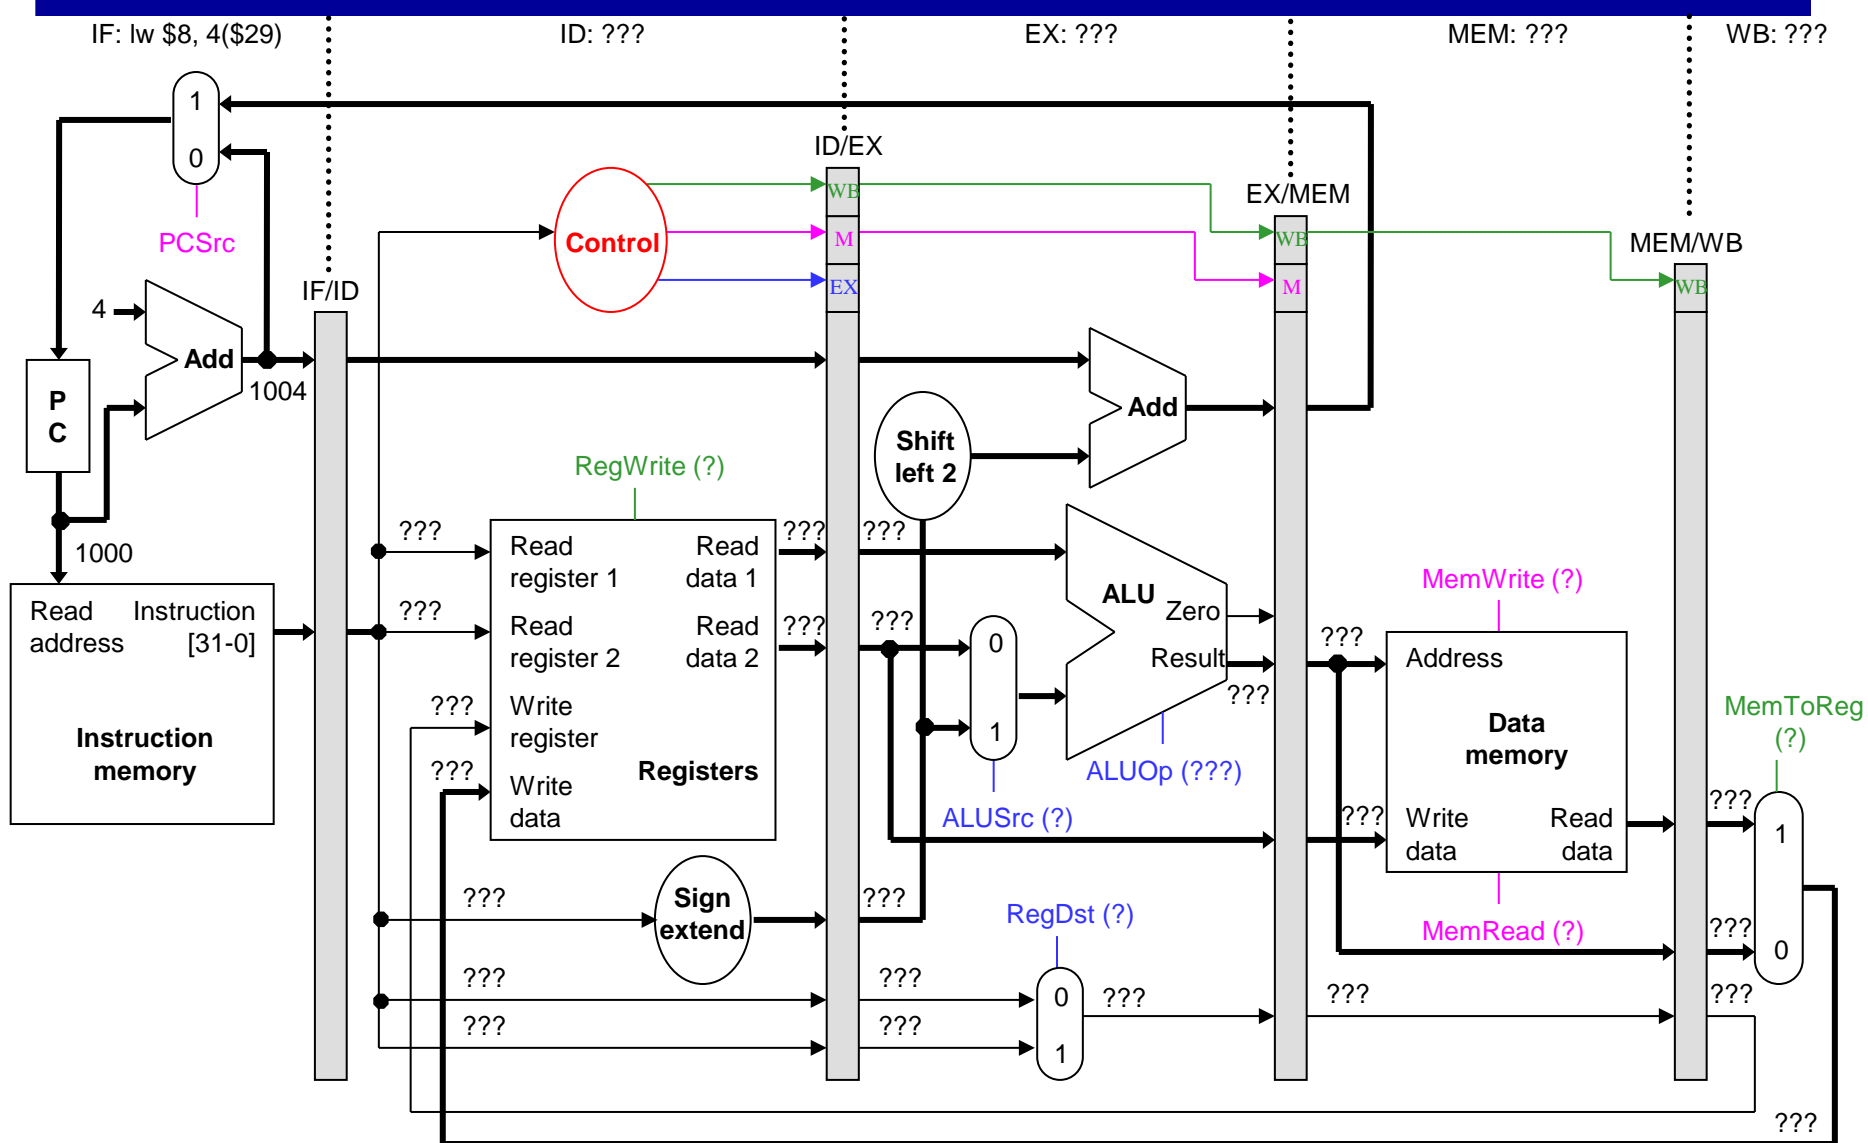 IF: lw $8, 4($29)
ID: ???
EX: ???
MEM: ???
WB: ???
1
0
PCSrc
4
Add
1004
P
C
1000
Read
address
Instruction
[31-0]
Instruction
memory
IF/ID
Control
ID/EX
WB
M
EX
EX/MEM
WB
M
MEM/WB
WB
RegWrite (?)
???
???
???
???
Read
register 1
Read
data 1
Read
register 2
Read
data 2
Write
register
Write
data
Registers
???
???
???
Sign
extend
???
???
???
???
???
???
???
???
Shift
left 2
Add
0
1
ALUSrc (?)
ALU
Zero
Result
???
ALUOp (???)
RegDst (?)
0
1
???
???
MemWrite (?)
Address
Data
memory
???
Write
data
Read
data
MemRead (?)
???
MemToReg
(?)
???
1
???
0
???
???